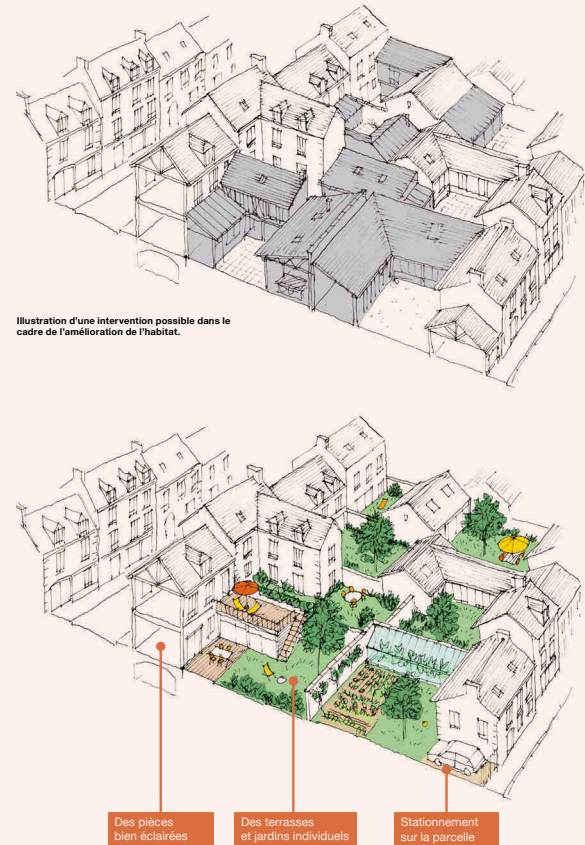 Illustration d'une intervention possible dans le
cadre de l'amélioration de l'habitat.
Des pièces
bien éclairées
Des terrasses
et jardins individuels
Stationnement
sur la parcelle